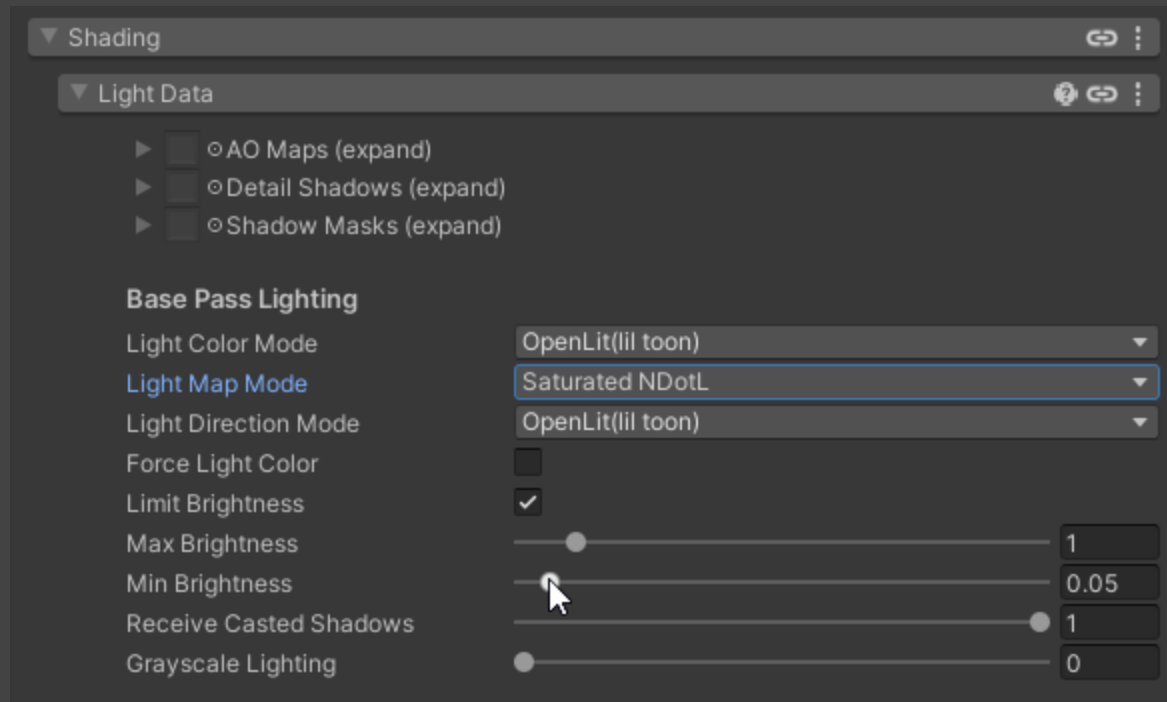 Shading
Light Data
AO Maps (expand)
Detail Shadows (expand)
Shadow Masks (expand)
Base Pass Lighting
Light Color Mode OpenLit(lil toon)
Light Map Mode Saturated NDotL
Light Direction Mode OpenLit(lil toon)
Force Light Color
Limit Brightness
Max Brightness 1
Min Brightness 0.05
Receive Casted Shadows 1
Grayscale Lighting 0